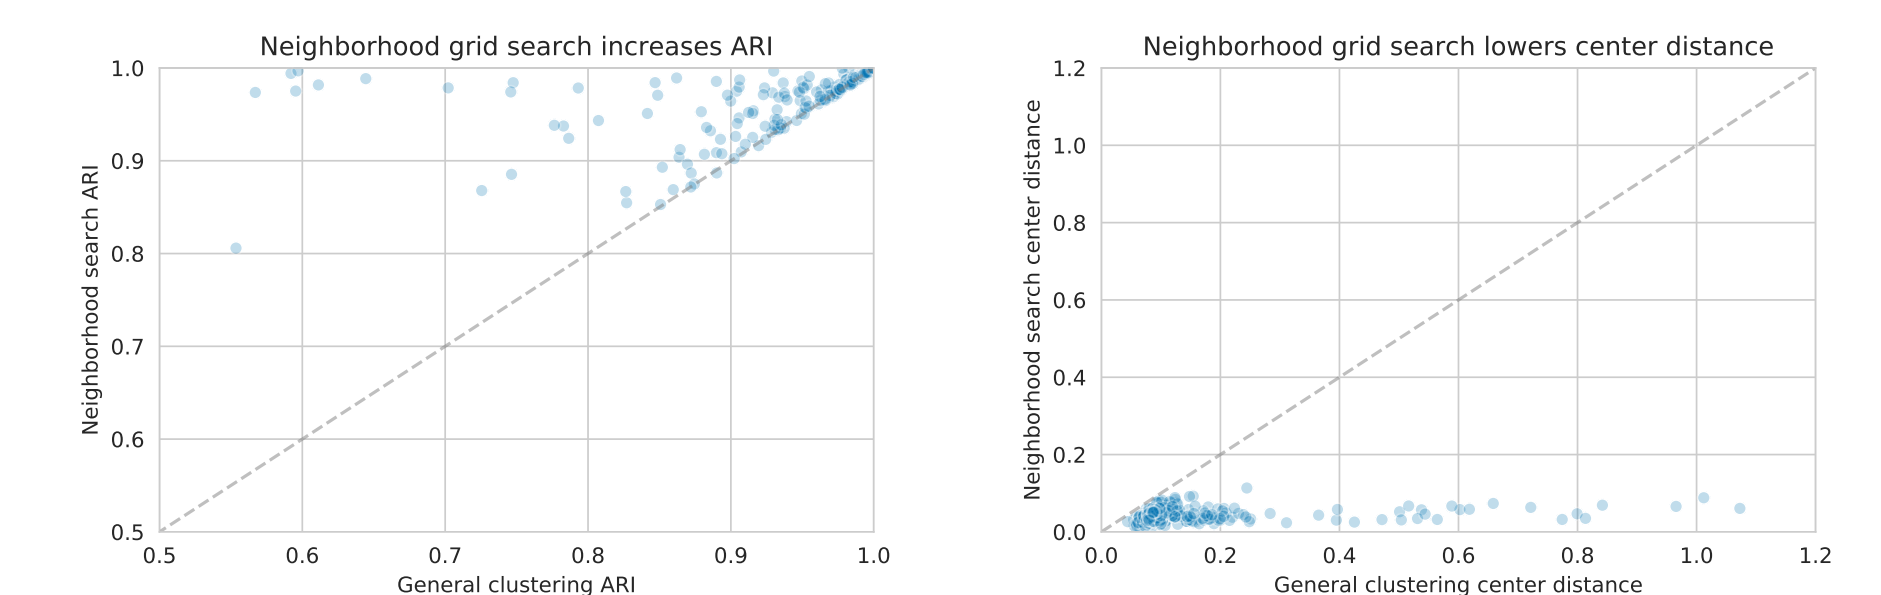 Neighborhood grid search increases ARI
Neighborhood search ARI
1.0
0.9
0.8
0.7
0.6
0.5
0.5 0.6 0.7 0.8 0.9 1.0
General clustering ARI
Neighborhood grid search lowers center distance
Neighborhood search center distance
1.2
1.0
0.8
0.6
0.4
0.2
0.0
0.0 0.2 0.4 0.6 0.8 1.0 1.2
General clustering center distance